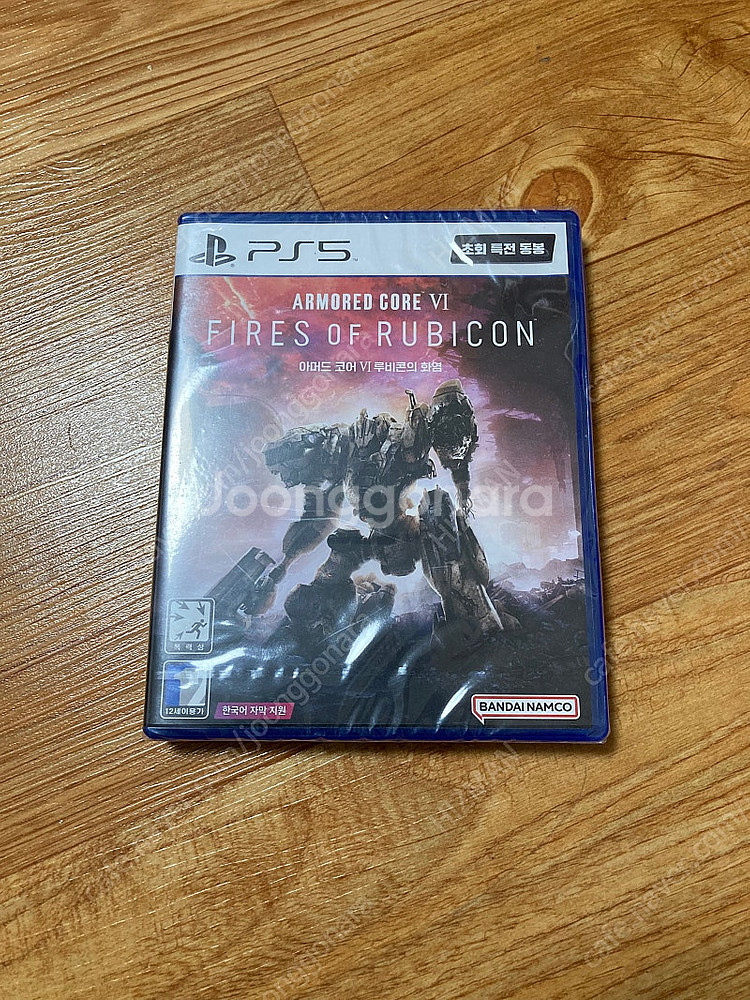 PS5
초회 특전 동봉
ARMORED CORE VI
FIRES OF RUBICON
아머드 코어 VI 루비콘의 화염
Joonggonara
폭력성
12세이용가
한국어 자막 지원
BANDAI NAMCO